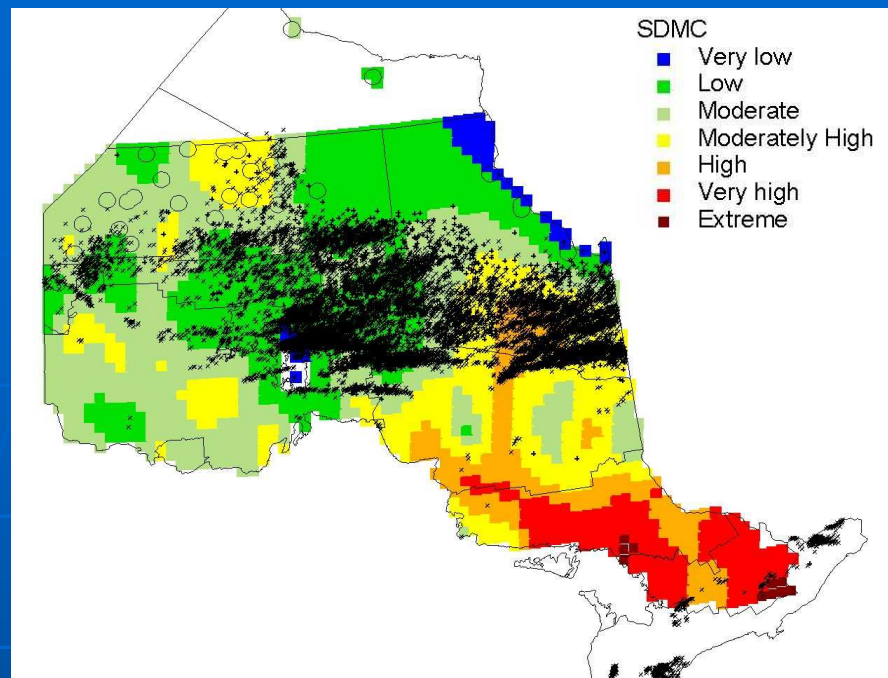 SDMC
Very low
Low
Moderate
Moderately High
High
Very high
Extreme